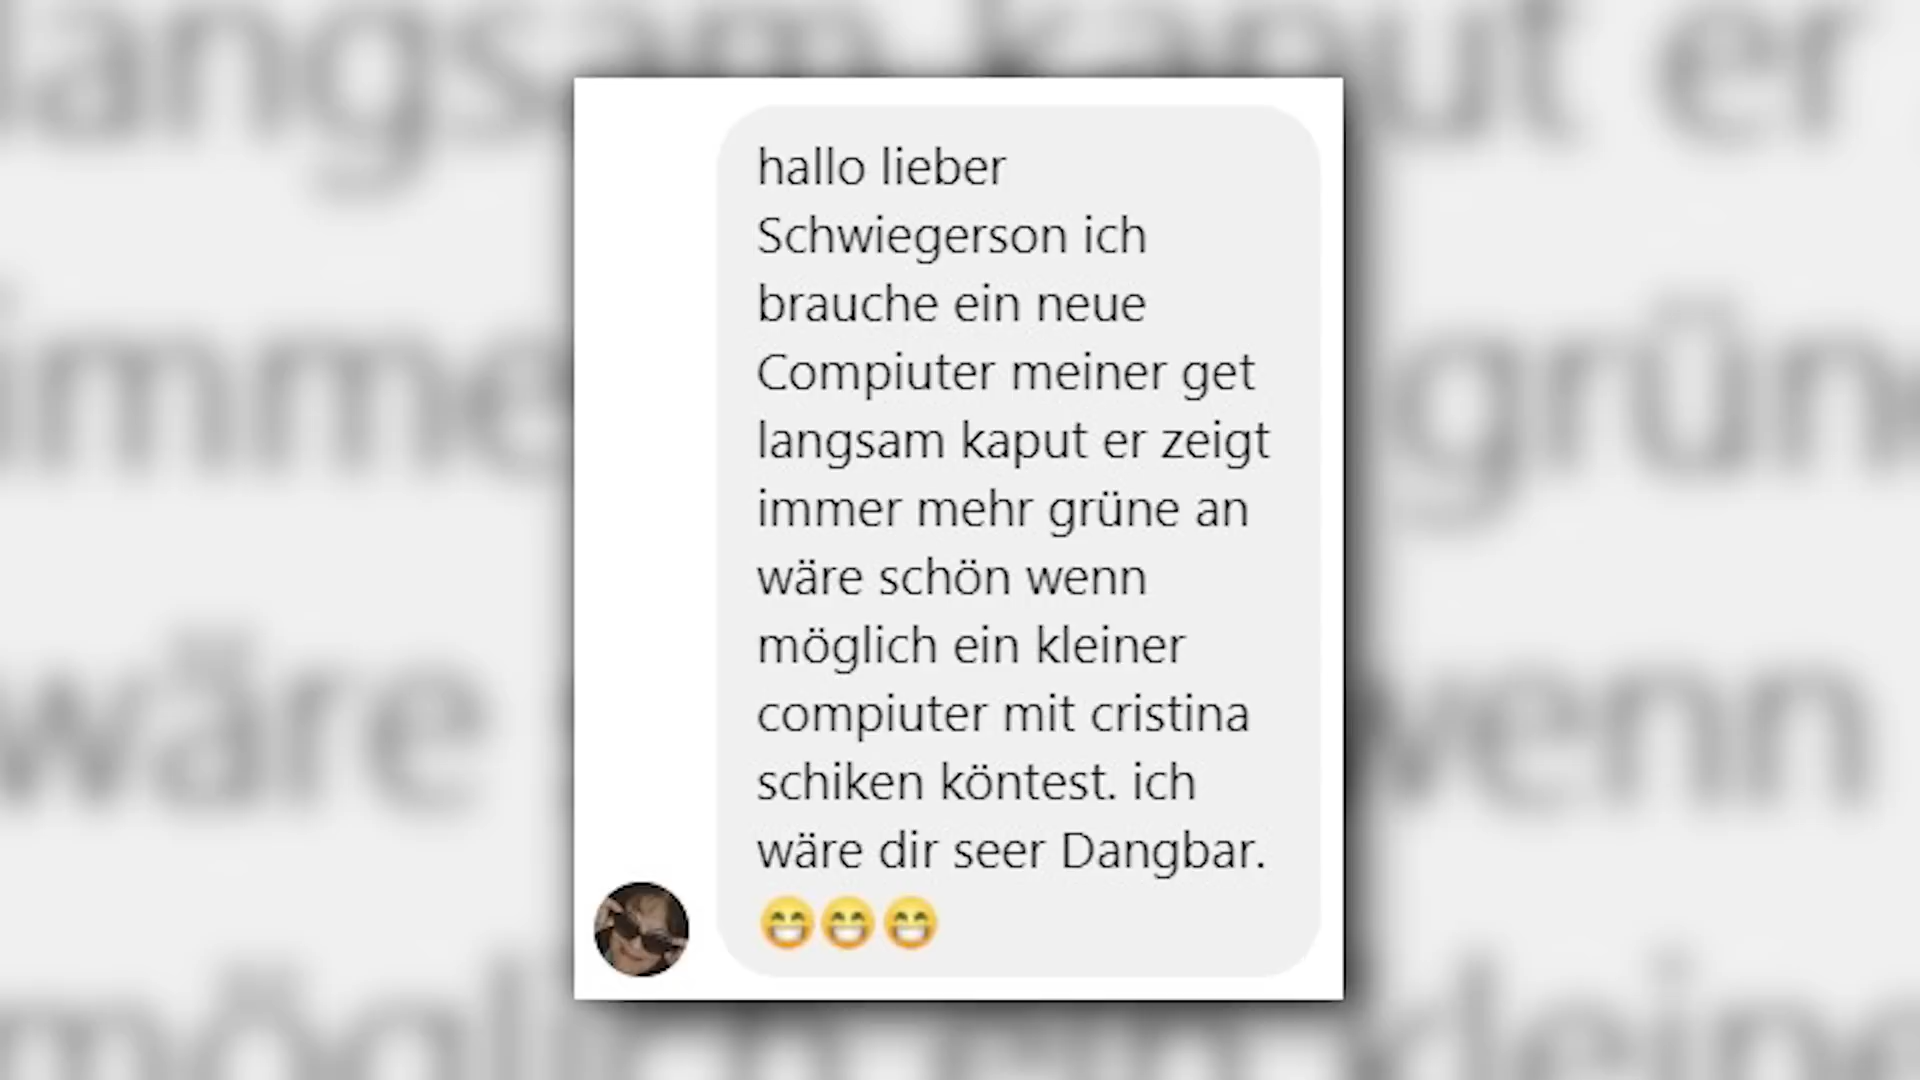 hallo lieber
Schwiegerson ich
brauche ein neue
Compiuter meiner get
langsam kaput er zeigt
immer mehr grüne an
wäre schön wenn
möglich ein kleiner
compiuter mit cristina
schiken köntest. ich
wäre dir seer Dangbar.
😁😁😁